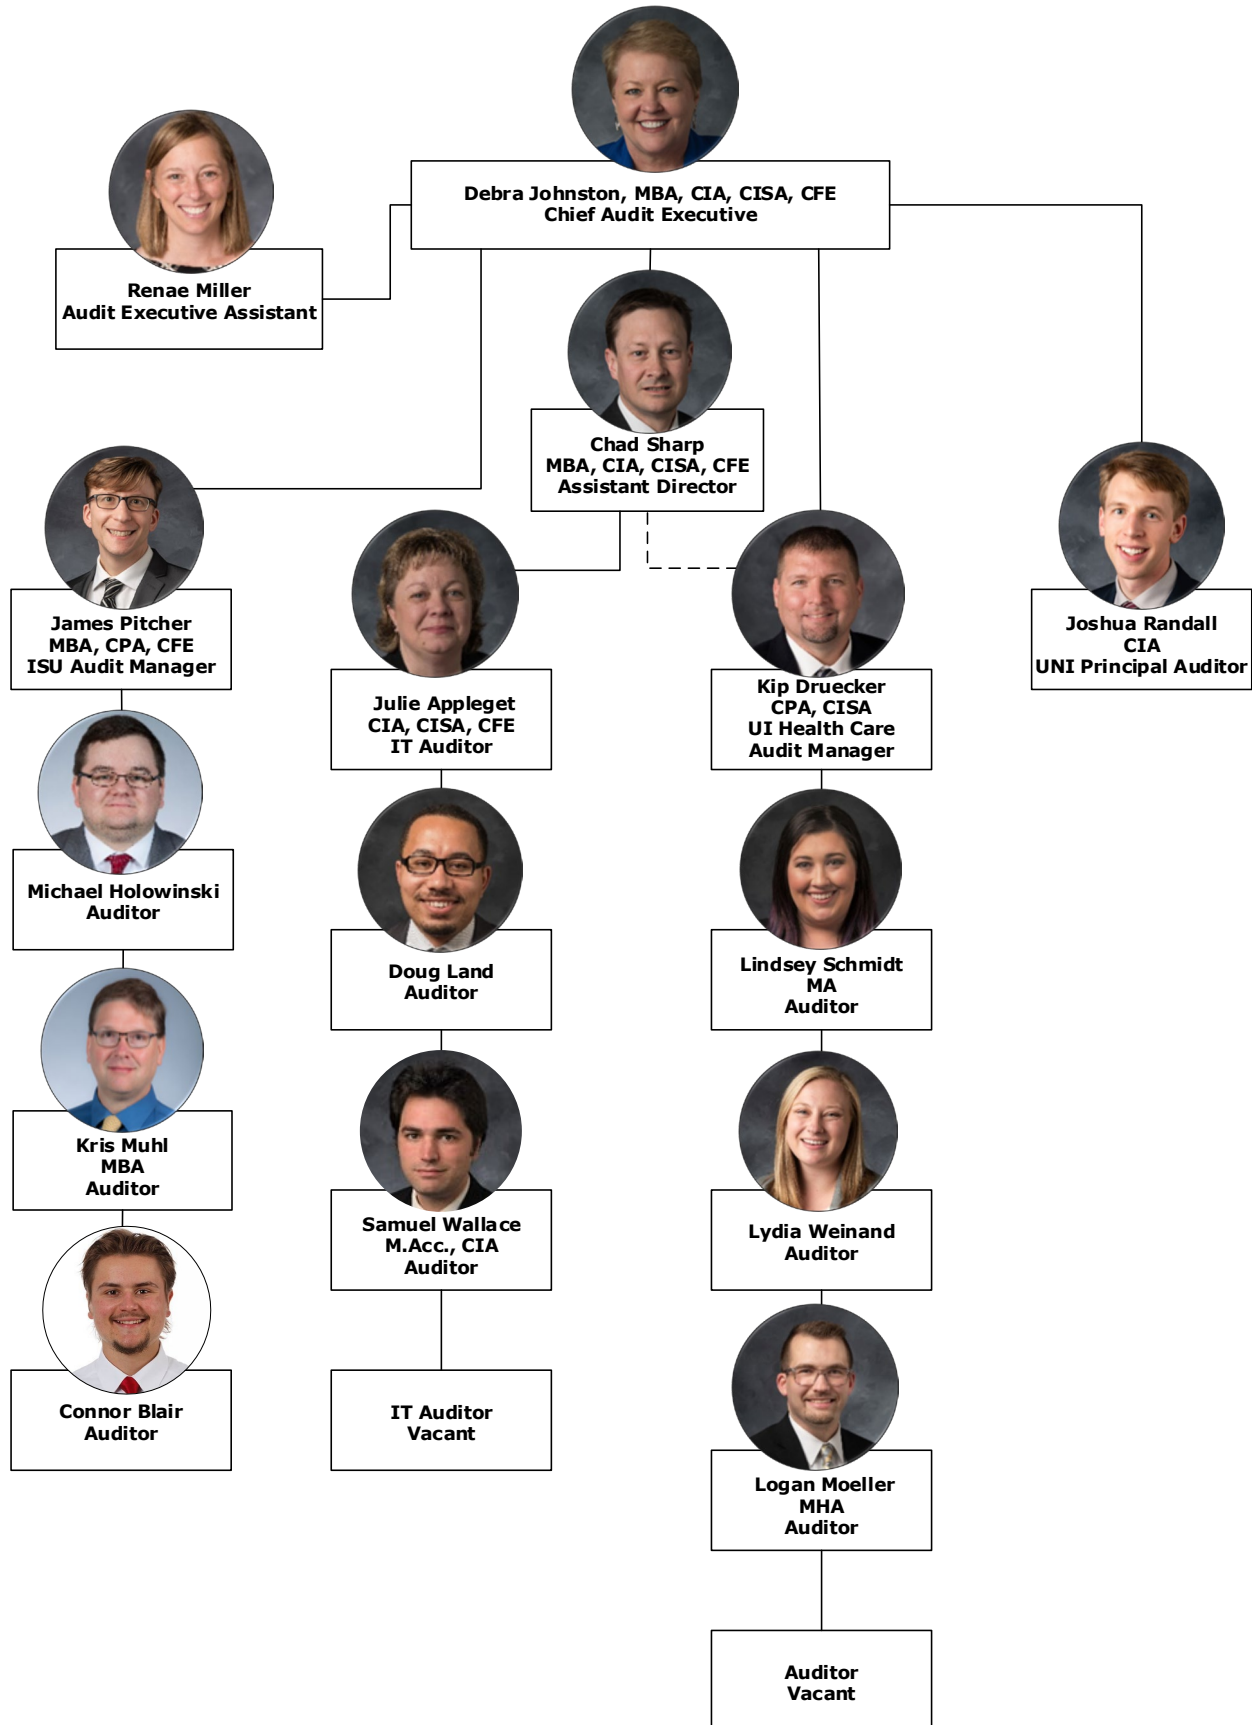 Debra Johnston, MBA, CIA, CISA, CFE
Chief Audit Executive
Renae Miller
Audit Executive Assistant
Chad Sharp
MBA, CIA, CISA, CFE
Assistant Director
James Pitcher
MBA, CPA, CFE
ISU Audit Manager
Joshua Randall
CIA
UNI Principal Auditor
Julie Appleget
CIA, CISA, CFE
IT Auditor
Kip Druecker
CPA, CISA
UI Health Care
Audit Manager
Michael Holowinski
Auditor
Doug Land
Auditor
Lindsey Schmidt
MA
Auditor
Kris Muhl
MBA
Auditor
Samuel Wallace
M.Acc., CIA
Auditor
Lydia Weinand
Auditor
Connor Blair
Auditor
IT Auditor
Vacant
Logan Moeller
MHA
Auditor
Auditor
Vacant